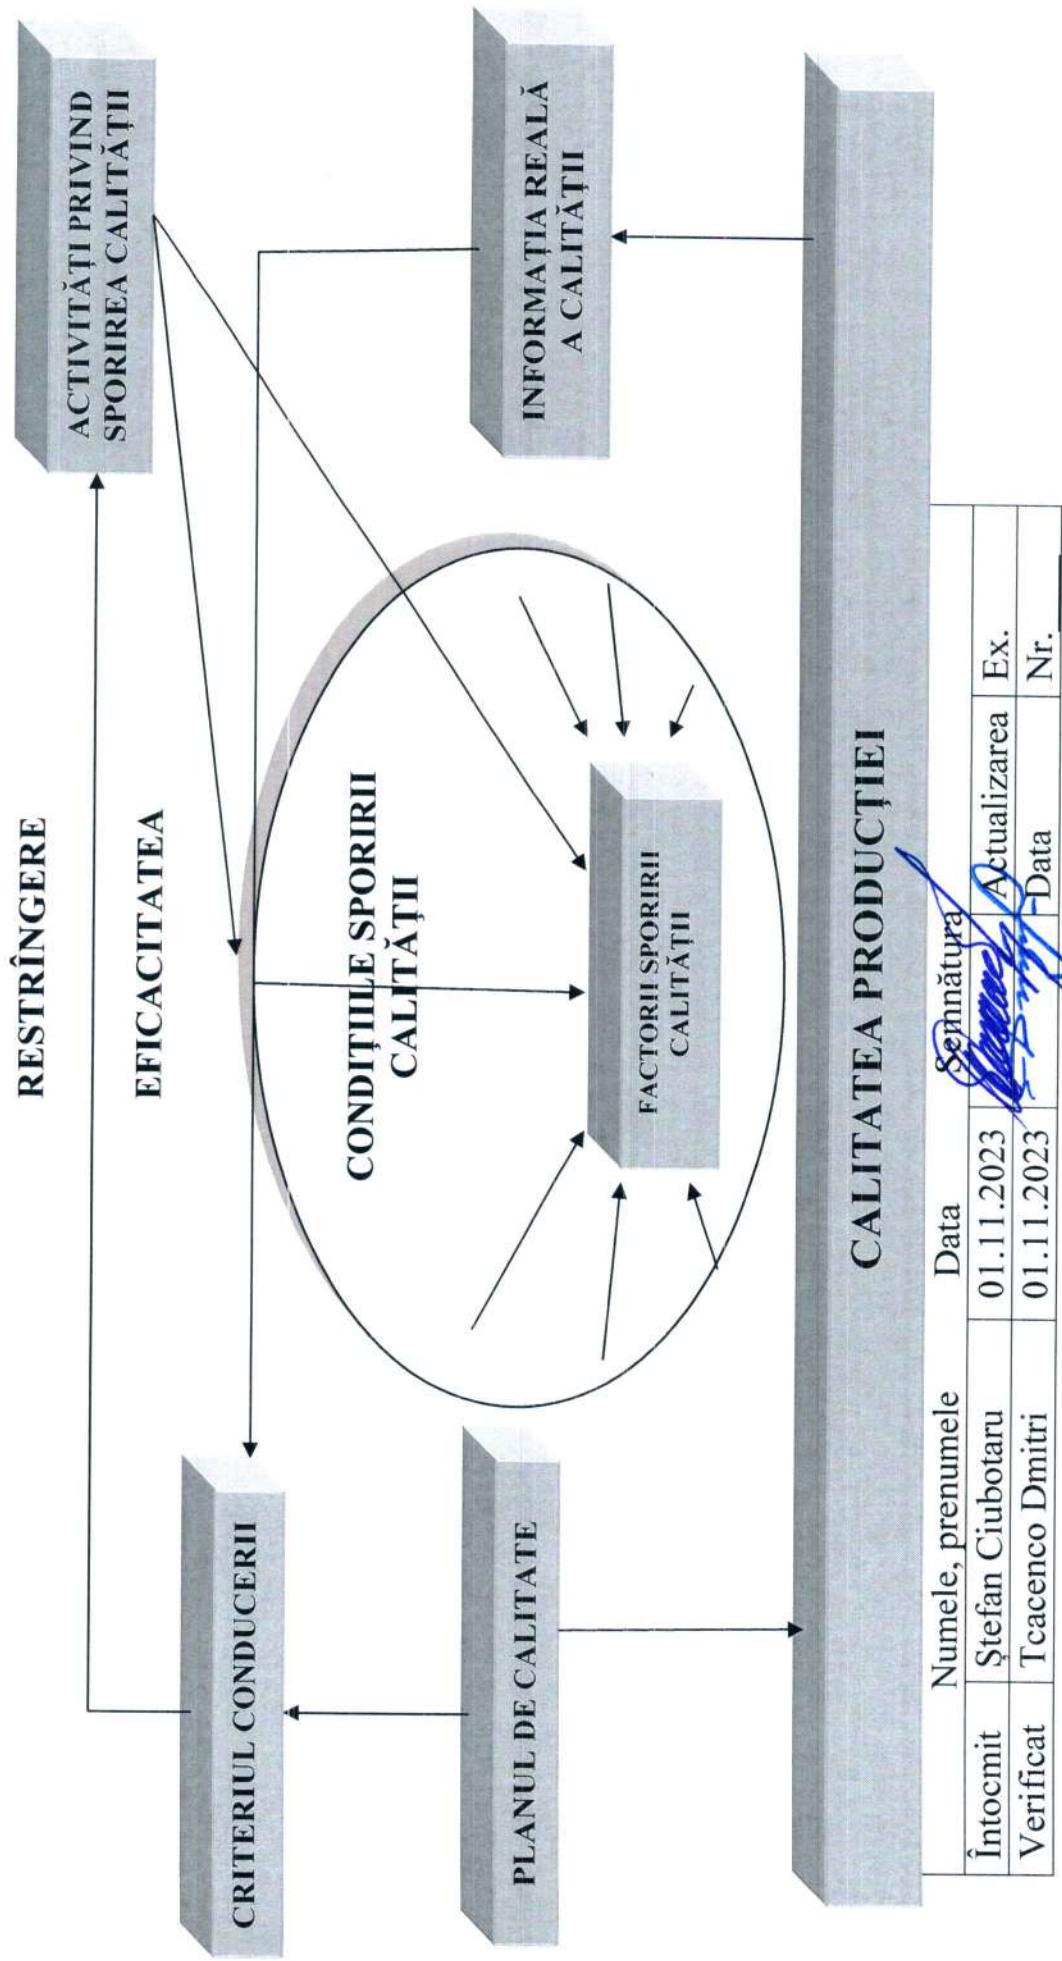 RESTRÎNGERE
EFICACITATEA
ACTIVITĂȚI PRIVIND
SPORIREA CALITĂȚII
CRITERIUL CONDUCERII
CONDIȚIILE SPORIRII
CALITĂȚII
PLANUL DE CALITATE
FACTORII SPORIRII
CALITĂȚII
INFORMAȚIA REALĂ
A CALITĂȚII
CALITATEA PRODUCȚIEI
Numele, prenumele Data Semnătura
Întocmit Ștefan Ciubotaru 01.11.2023 Actualizarea Ex.
Verificat Tcacenco Dmitri 01.11.2023 Data Nr.